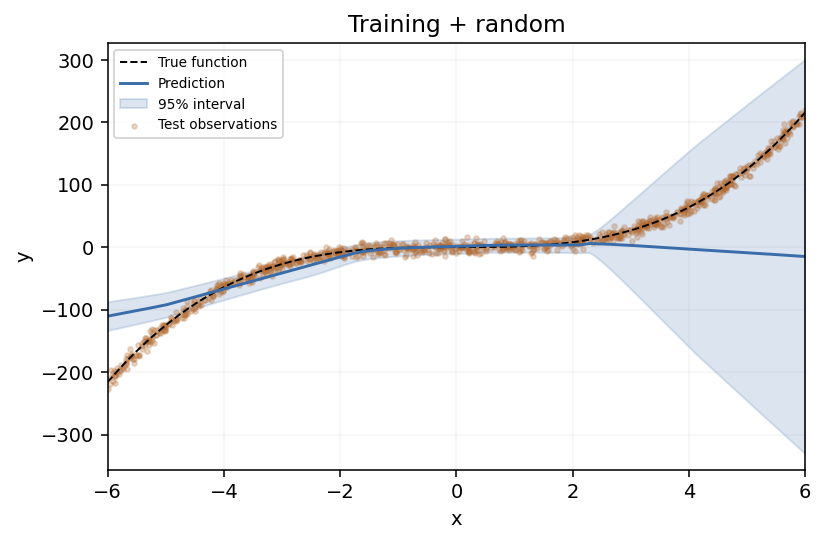 Training + random
True function
Prediction
95% interval
Test observations
y
300
200
100
0
−100
−200
−300
−6
−4
−2
0
2
4
6
x